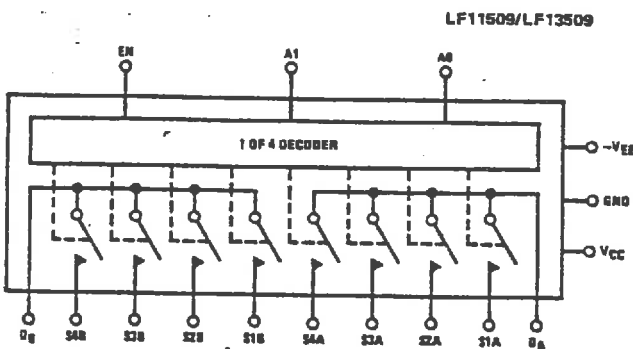 LF11509/LF13509
EN A1 A0
1 OF 4 DECODER
-VEE
GND
VCC
DB S4B S3B S2B S1B S4A S3A S2A S1A DA